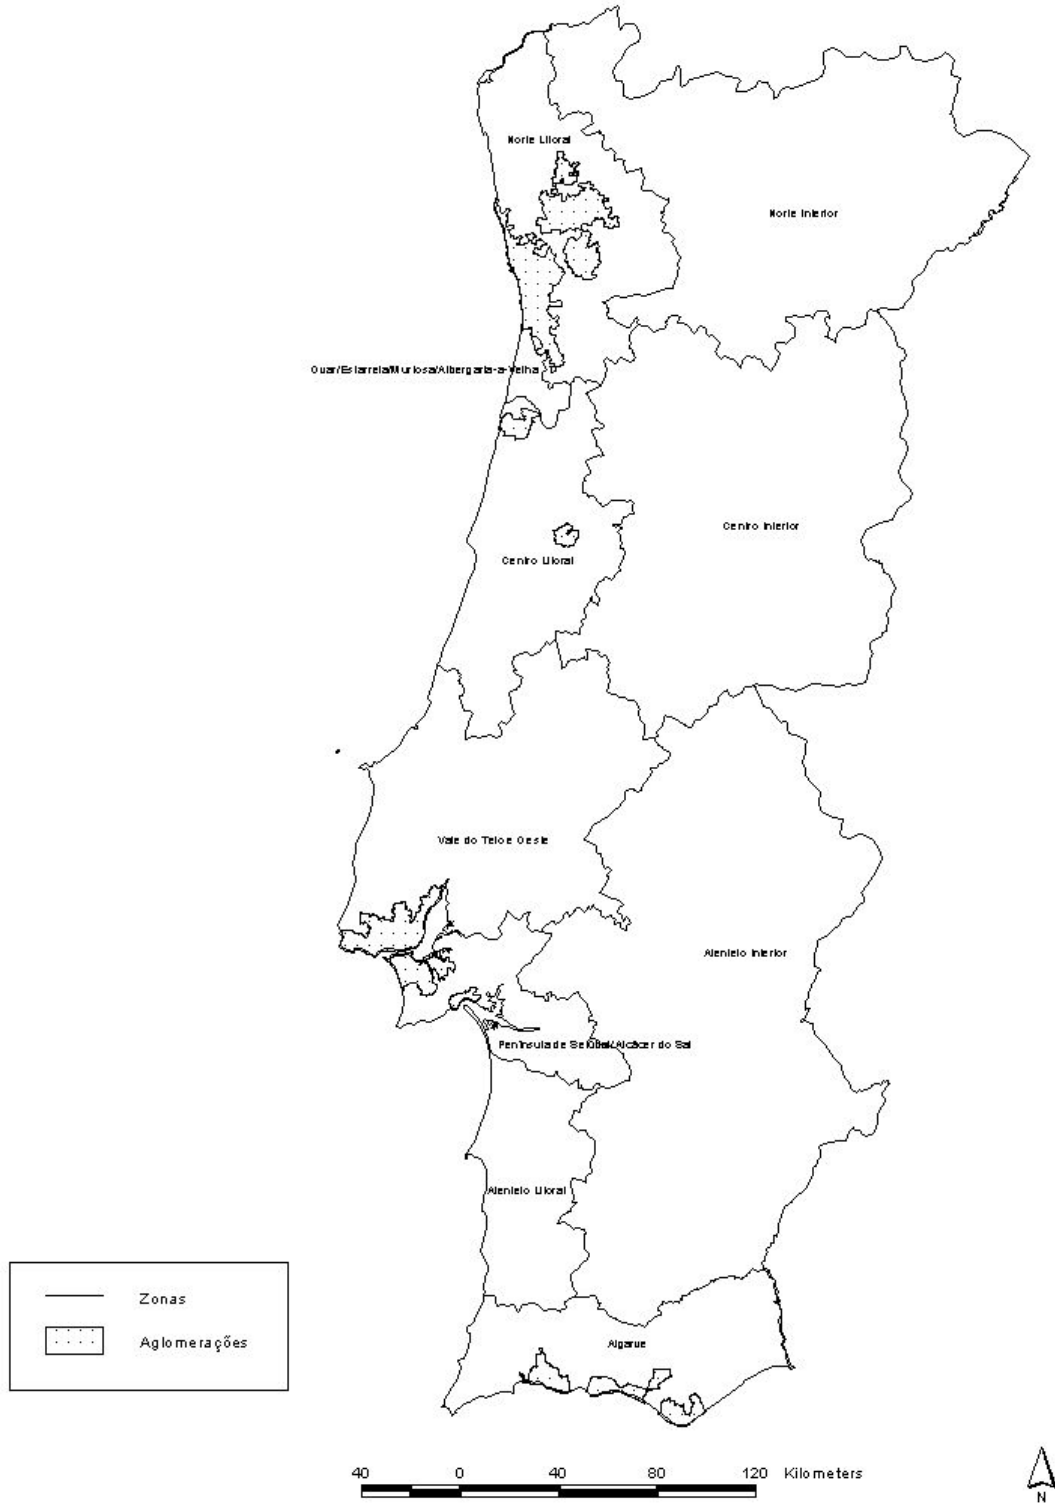 Norte Litoral
Norte Interior
Ovar/Estarreja/Murtosa/Albergaria-a-Velha
Centro Interior
Centro Litoral
Vale do Tejo e Oeste
Alentejo Interior
Península de Setúbal/Alcácer do Sal
Alentejo Litoral
Zonas
Algarve
Aglomerações
40 0 40 80 120 Kilometers
N